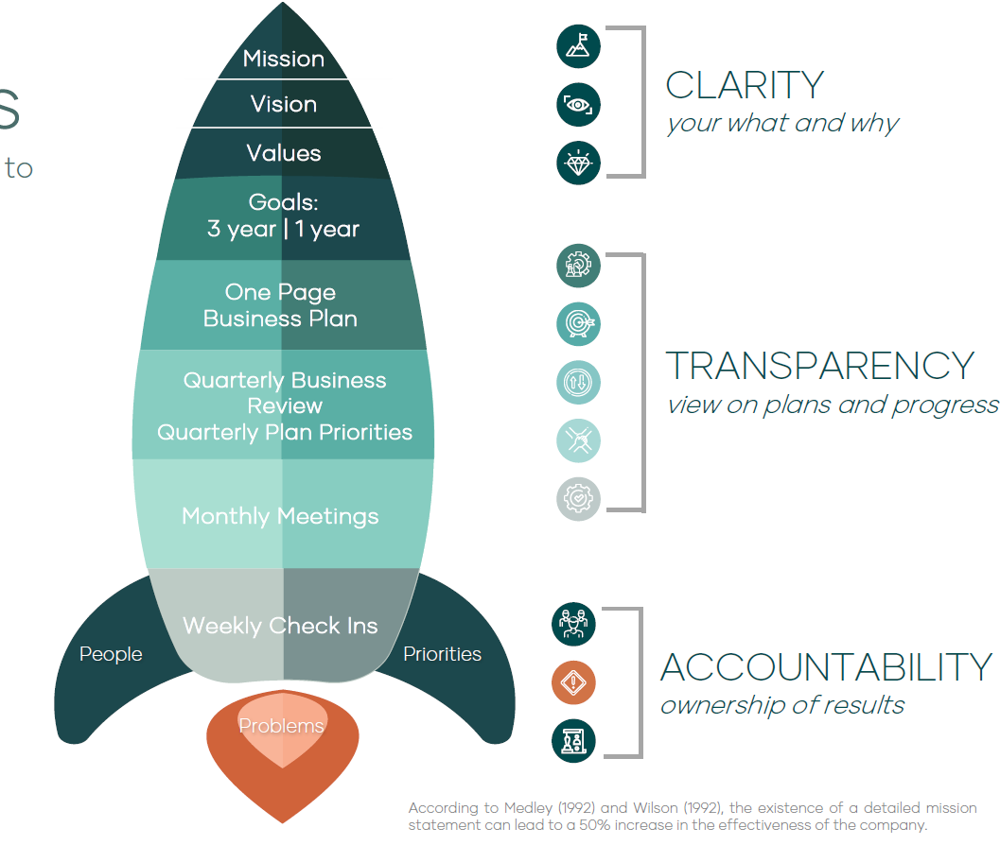 S
to
Mission
Vision
Values
Goals:
3 year | 1 year
One Page
Business Plan
Quarterly Business
Review
Quarterly Plan Priorities
Monthly Meetings
Weekly Check Ins
People
Priorities
Problems
CLARITY
your what and why
TRANSPARENCY
view on plans and progress
ACCOUNTABILITY
ownership of results
According to Medley (1992) and Wilson (1992), the existence of a detailed mission
statement can lead to a 50% increase in the effectiveness of the company.